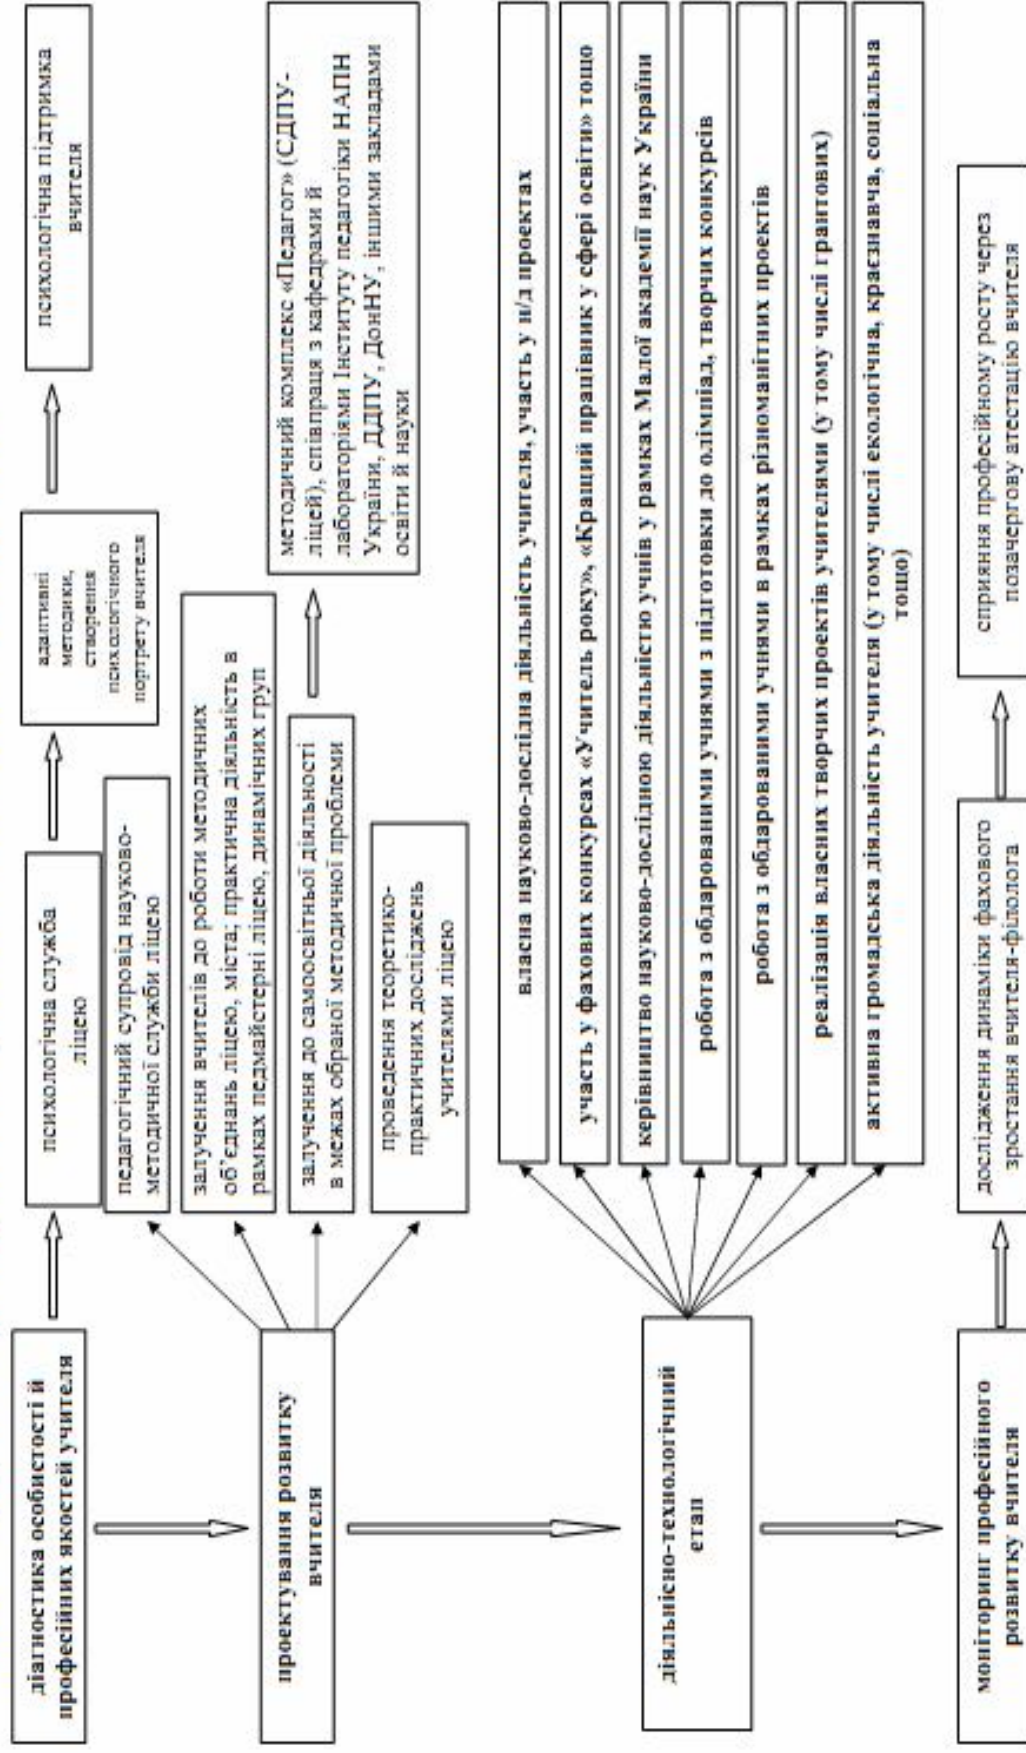 діагностика особистості й
професійних якостей учителя
психологічна служба
ліцею
адаптивні
методики,
створення
психологічного
портрету вчителя
психологічна підтримка
вчителя
проектування розвитку
вчителя
педагогічний супровід науково-
методичної служби ліцею
залучення вчителів до роботи методичних
об’єднань ліцею, міста; практична діяльність в
рамках педмайстерні ліцею, динамічних груп
залучення до самоосвітньої діяльності
в межах обраної методичної проблеми
проведення теоретико-
практичних досліджень
учителями ліцею
методичний комплекс «Педагог» (СДПУ-
ліцей), співпраця з кафедрами й
лабораторіями Інституту педагогіки НАПН
України, ДДПУ, ДонНУ, іншими закладами
освіти й науки
діяльнісно-технологічний
етап
власна науково-дослідна діяльність учителя, участь у н/д проектах
участь у фахових конкурсах «Учитель року», «Кращий працівник у сфері освіти» тощо
керівництво науково-дослідною діяльністю учнів у рамках Малої академії наук України
робота з обдарованими учнями з підготовки до олімпіад, творчих конкурсів
робота з обдарованими учнями в рамках різноманітних проектів
реалізація власних творчих проектів учителями (у тому числі грантових)
активна громадська діяльність учителя (у тому числі екологічна, краєзнавча, соціальна
тощо)
моніторинг професійного
розвитку вчителя
дослідження динаміки фахового
зростання вчителя-філолога
сприяння професійному росту через
позачергову атестацію вчителя